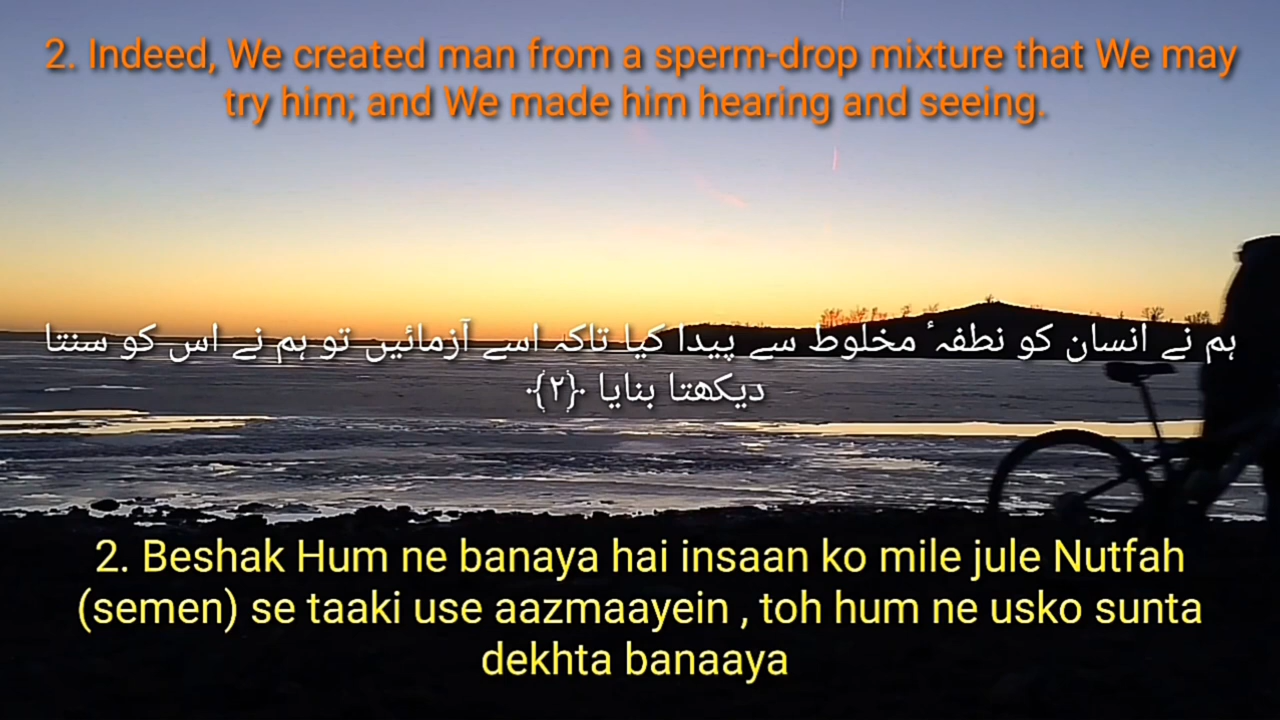 2. Indeed, We created man from a sperm-drop mixture that We may
try him; and We made him hearing and seeing.
ہم نے انسان کو نطفہ ٔ مخلوط سے پیدا کیا تاکہ اسے آزمائیں تو ہم نے اس کو سنتا
دیکھتا بنایا ﴿۲﴾
2. Beshak Hum ne banaya hai insaan ko mile jule Nutfah
(semen) se taaki use aazmaayein , toh hum ne usko sunta
dekhta banaaya